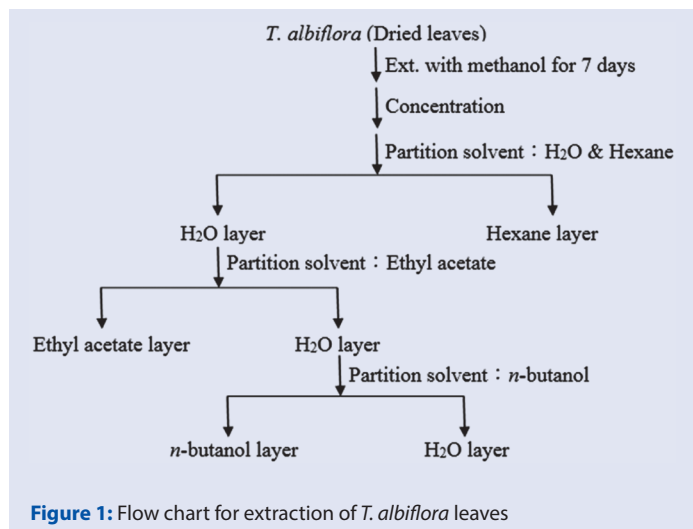 T. albiflora (Dried leaves)
Ext. with methanol for 7 days
Concentration
Partition solvent：H₂O & Hexane
H₂O layer
Hexane layer
Partition solvent：Ethyl acetate
Ethyl acetate layer
H₂O layer
Partition solvent：n-butanol
n-butanol layer
H₂O layer
Figure 1: Flow chart for extraction of T. albiflora leaves